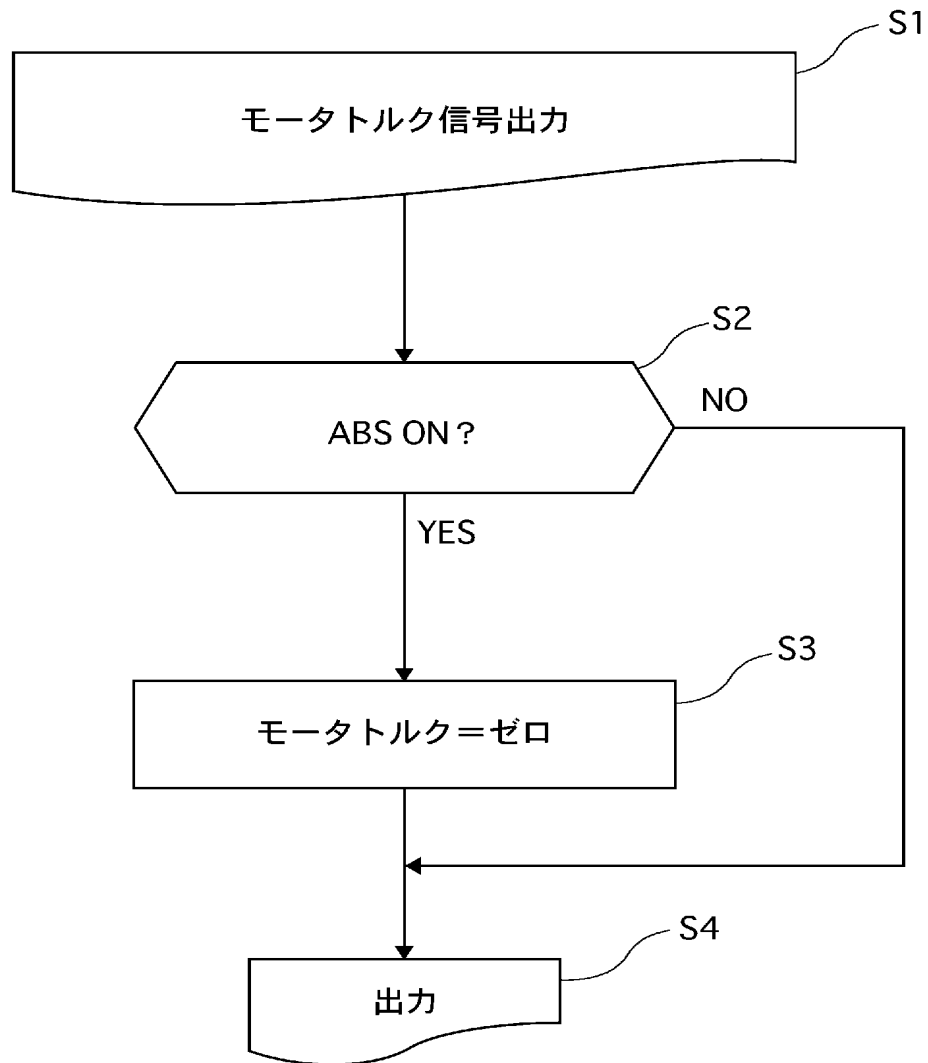 S1
モータトルク信号出力
S2
ABS ON？
NO
YES
S3
モータトルク＝ゼロ
S4
出力